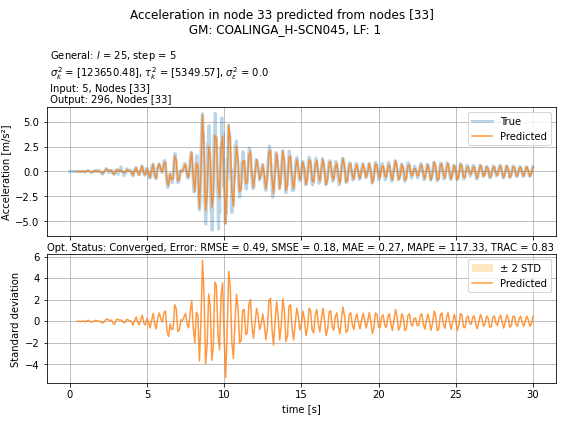 Acceleration in node 33 predicted from nodes [33]
GM: COALINGA_H-SCN045, LF: 1
General: l = 25, step = 5
σ²ₖ = [123650.48], τ²ₖ = [5349.57], σ²ε = 0.0
Input: 5, Nodes [33]
Output: 296, Nodes [33]
Acceleration [m/s²]
5.0
2.5
0.0
−2.5
−5.0
True
Predicted
Opt. Status: Converged, Error: RMSE = 0.49, SMSE = 0.18, MAE = 0.27, MAPE = 117.33, TRAC = 0.83
Standard deviation
6
4
2
0
−2
−4
± 2 STD
Predicted
0 5 10 15 20 25 30
time [s]